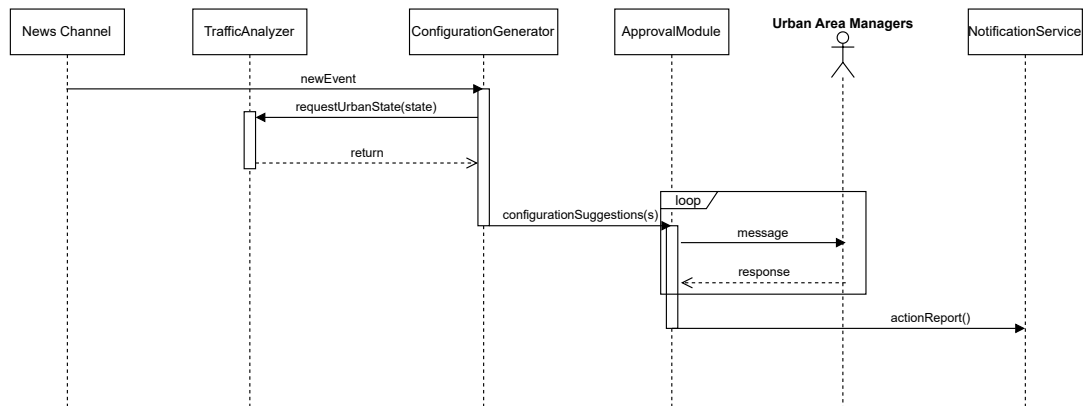 Urban Area Managers
News Channel
TrafficAnalyzer
ConfigurationGenerator
ApprovalModule
NotificationService
newEvent
requestUrbanState(state)
return
loop
configurationSuggestions(s)
message
response
actionReport()